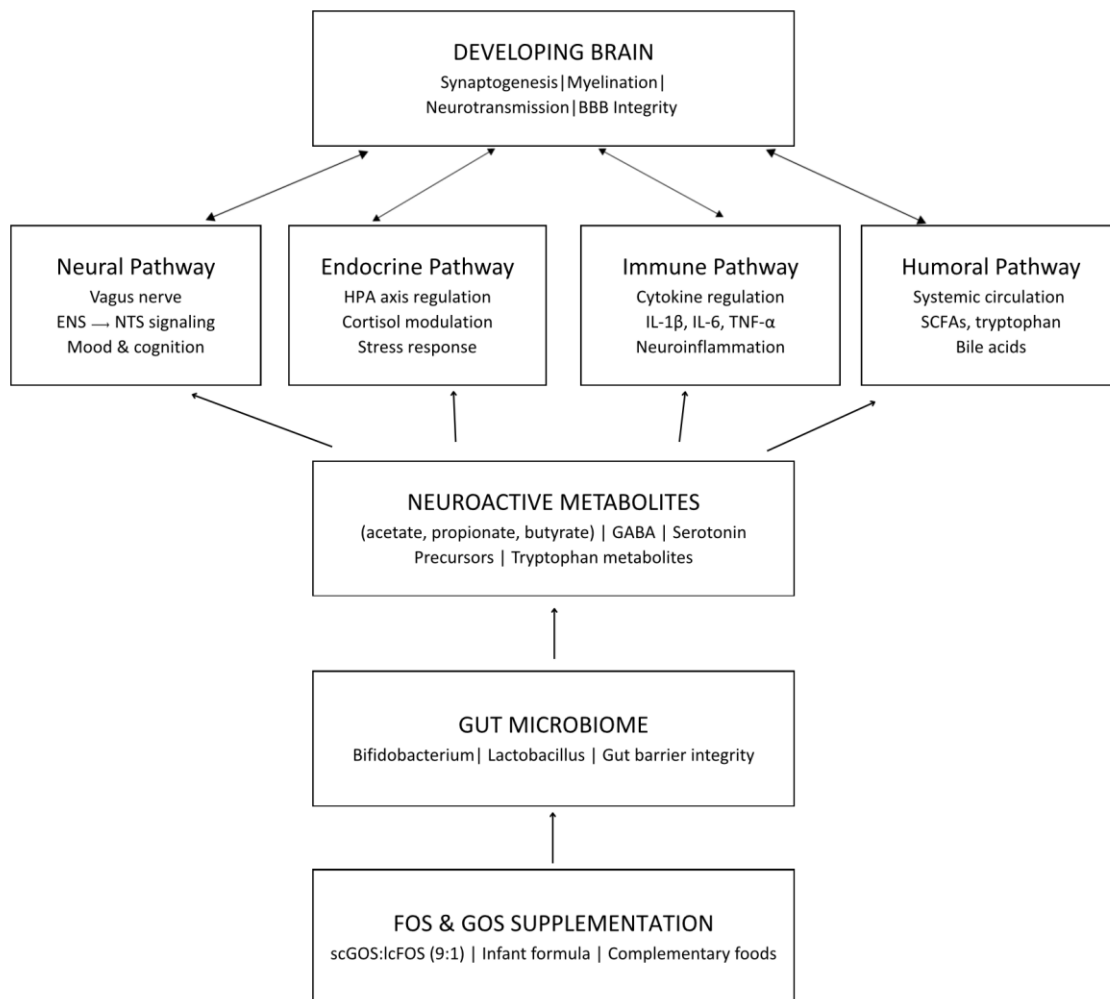 DEVELOPING BRAIN
Synaptogenesis|Myelination|
Neurotransmission|BBB Integrity
Neural Pathway
Vagus nerve
ENS → NTS signaling
Mood & cognition
Endocrine Pathway
HPA axis regulation
Cortisol modulation
Stress response
Immune Pathway
Cytokine regulation
IL-1β, IL-6, TNF-α
Neuroinflammation
Humoral Pathway
Systemic circulation
SCFAs, tryptophan
Bile acids
NEUROACTIVE METABOLITES
(acetate, propionate, butyrate) | GABA | Serotonin
Precursors | Tryptophan metabolites
GUT MICROBIOME
Bifidobacterium| Lactobacillus | Gut barrier integrity
FOS & GOS SUPPLEMENTATION
scGOS:lcFOS (9:1) | Infant formula | Complementary foods